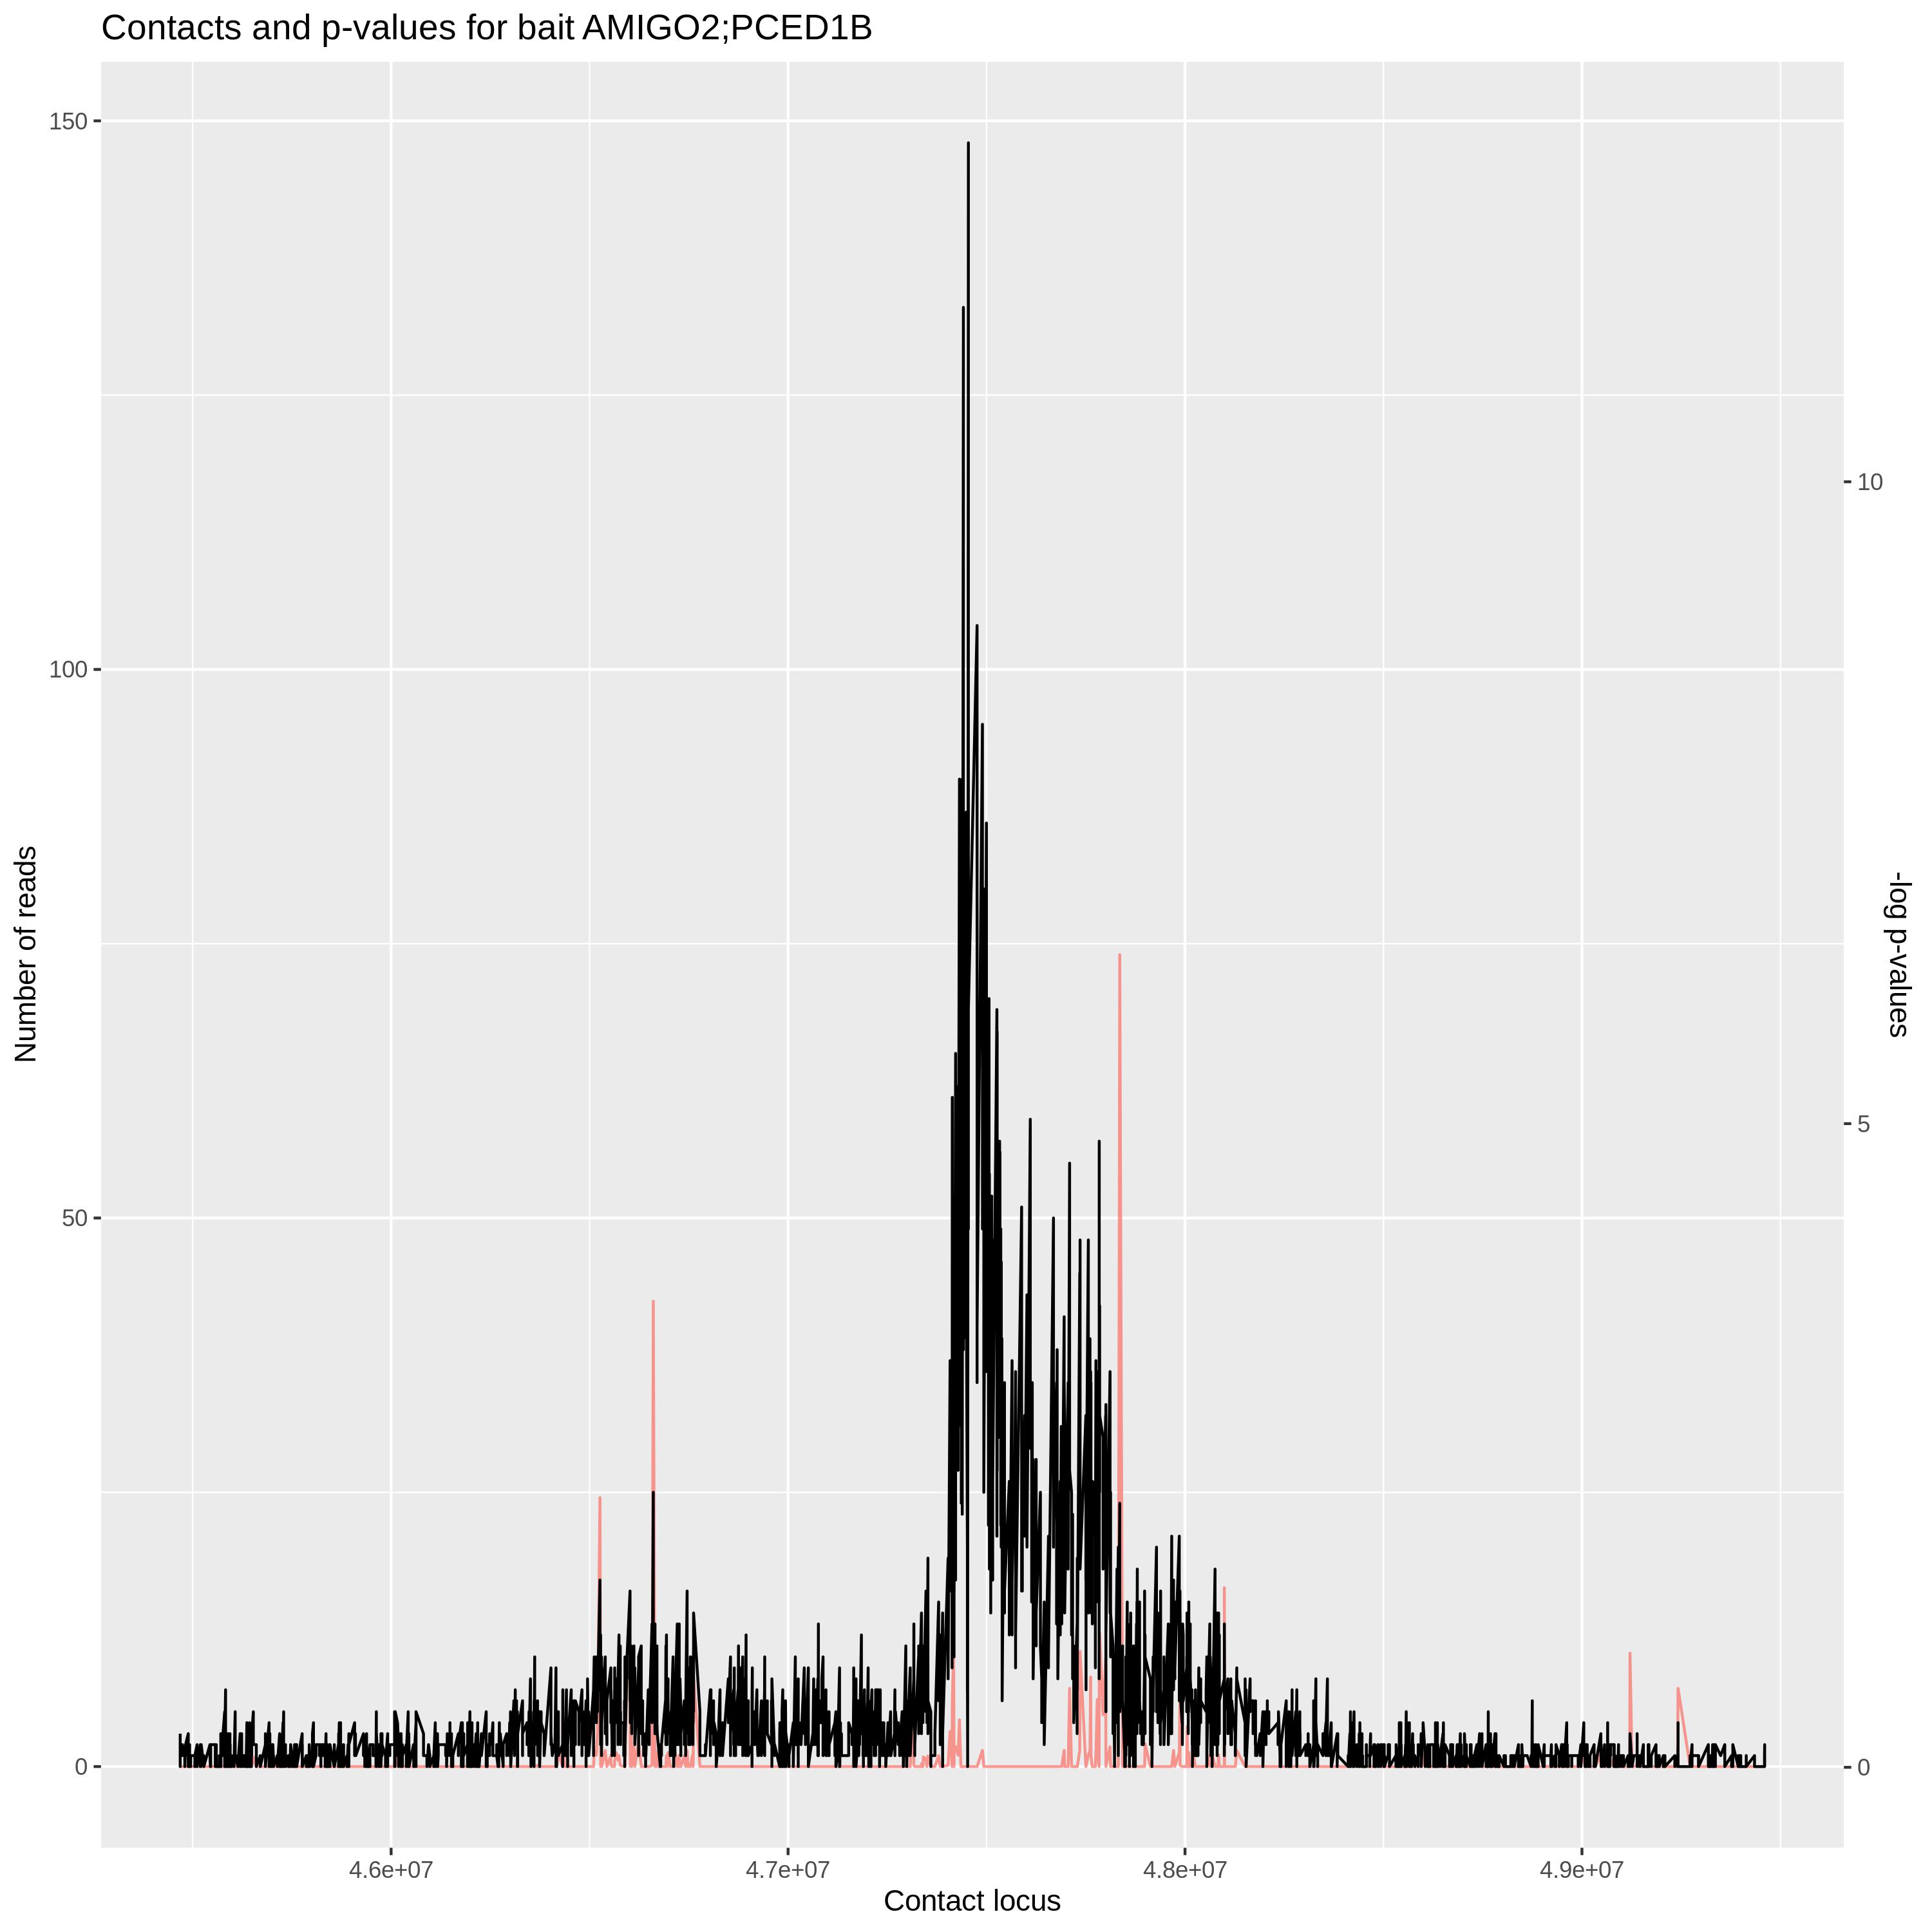 Contacts and p-values for bait AMIGO2;PCED1B
150
100
50
0
Number of reads
10
5
0
-log p-values
4.6e+07
4.7e+07
4.8e+07
4.9e+07
Contact locus